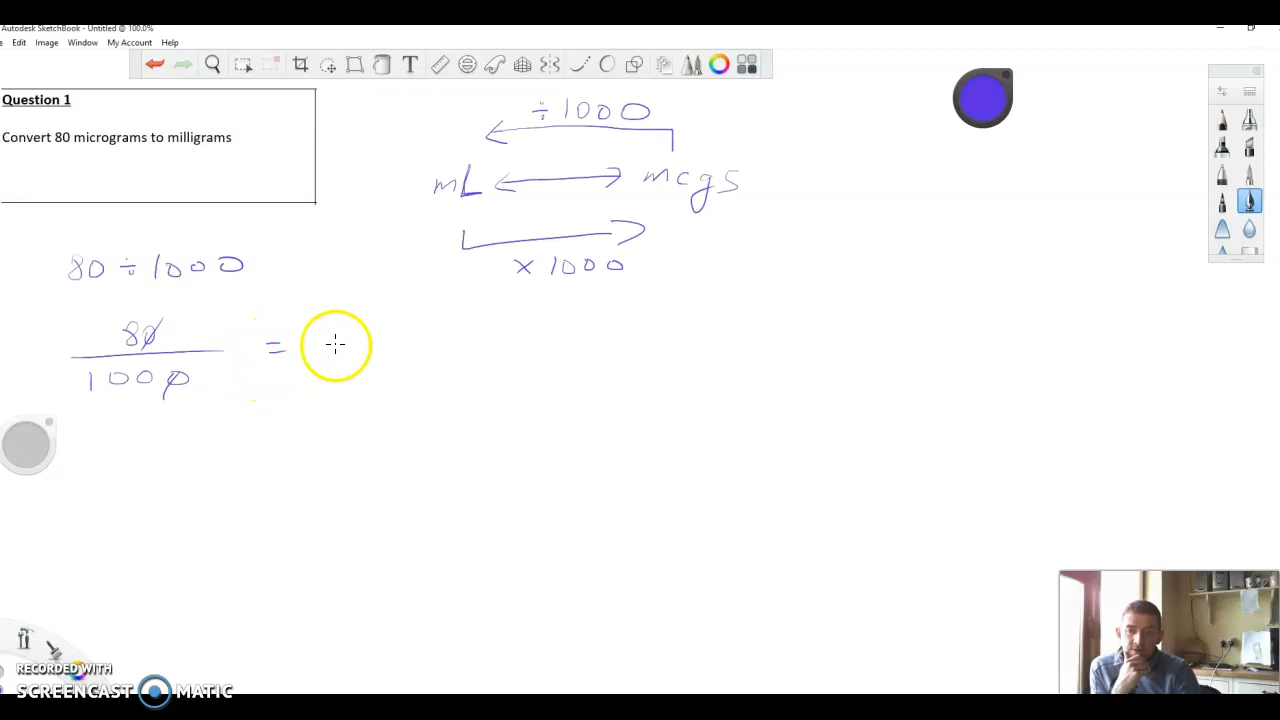 Autodesk SketchBook - Untitled @ 100.0%
Edit Image Window My Account Help
Question 1
Convert 80 micrograms to milligrams
÷1000
mL mcgs
x 1000
80 ÷ 1000
80
1000
=
RECORDED WITH
SCREENCAST MATIC